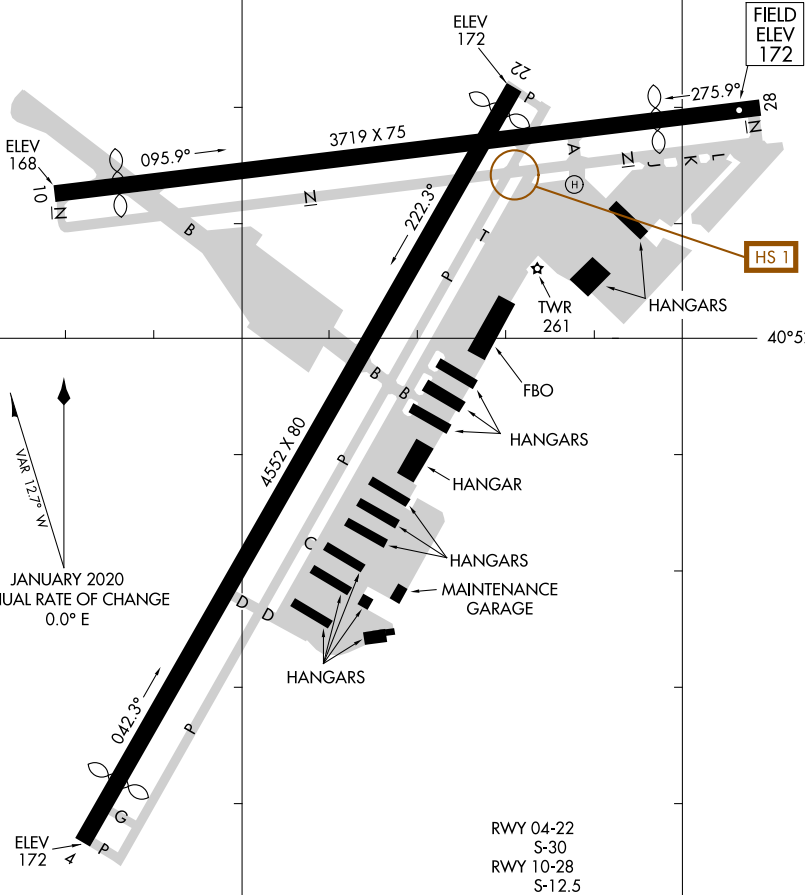 FIELD
ELEV
172
ELEV
172
22
P
275.9°
28
N
ELEV
168
095.9°
3719 X 75
A
N
J
K
L
10
N
N
H
B
222.3°
T
HS 1
P
TWR
261
HANGARS
40°52
FBO
B
B
HANGARS
4552 X 80
P
HANGAR
VAR 12.7° W
C
HANGARS
JANUARY 2020
NUAL RATE OF CHANGE
0.0° E
MAINTENANCE
GARAGE
D
D
HANGARS
042.3°
P
G
RWY 04-22
S-30
RWY 10-28
S-12.5
ELEV
172
4
P